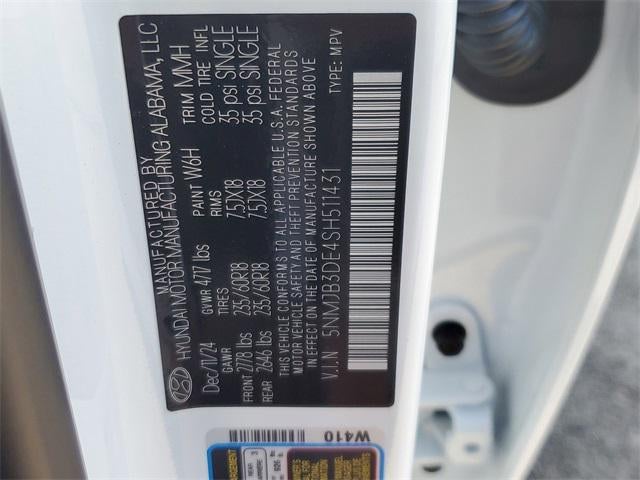 MANUFACTURED BY
HYUNDAI MOTOR MANUFACTURING ALABAMA, LLC
Dec/11/24 GVWR 4717 lbs PAINT W6H TRIM MMH
GAWR RIMS COLD TIRE INFL
FRONT 2778 lbs 235/60R18 7.5JX18 35 psi SINGLE
REAR 2646 lbs 235/60R18 7.5JX18 35 psi SINGLE
THIS VEHICLE CONFORMS TO ALL APPLICABLE U.S.A. FEDERAL
MOTOR VEHICLE SAFETY AND THEFT PREVENTION STANDARDS
IN EFFECT ON THE DATE OF MANUFACTURE SHOWN ABOVE
V.I.N 5NMJB3DE4SH511431 TYPE: MPV
W410
REAR
3